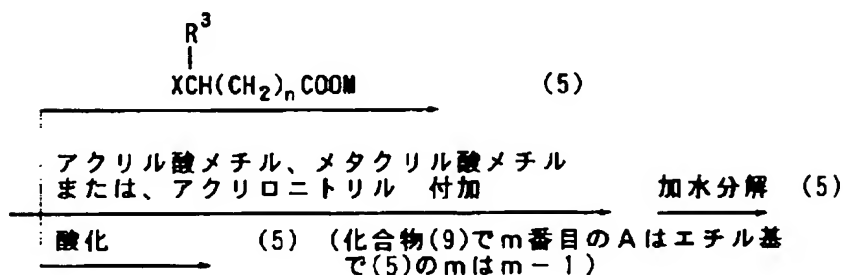 R³
XCH(CH₂)ₙCOOM (5)
アクリル酸メチル、メタクリル酸メチル
または、アクリロニトリル 付加 加水分解 (5)
酸化 (5) (化合物(9)でm番目のAはエチル基
で(5)のmはm-1)